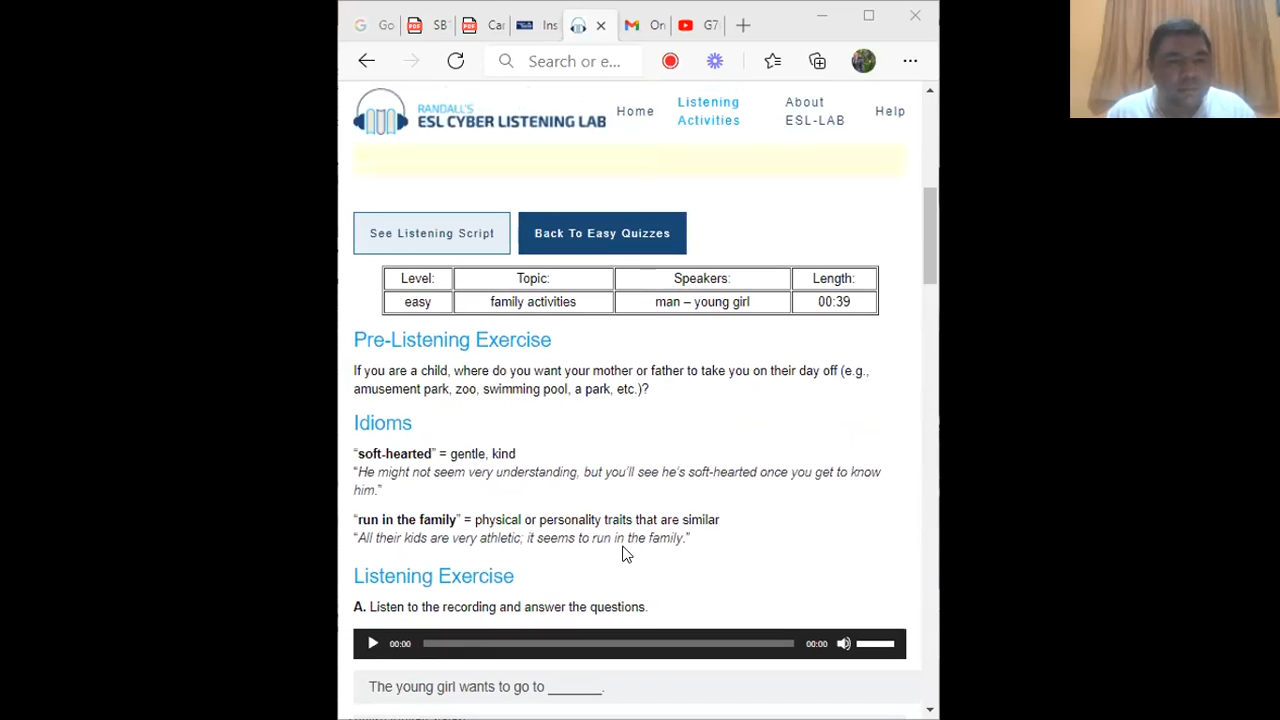 Go
SB
Car
Ins
On
G7
Search or e...
RANDALL'S
ESL CYBER LISTENING LAB
Home
Listening
Activities
About
ESL-LAB
Help
See Listening Script
Back To Easy Quizzes
Level: Topic: Speakers: Length:
easy family activities man – young girl 00:39
Pre-Listening Exercise
If you are a child, where do you want your mother or father to take you on their day off (e.g.,
amusement park, zoo, swimming pool, a park, etc.)?
Idioms
“soft-hearted” = gentle, kind
“He might not seem very understanding, but you’ll see he’s soft-hearted once you get to know
him.”
“run in the family” = physical or personality traits that are similar
“All their kids are very athletic; it seems to run in the family.”
Listening Exercise
A. Listen to the recording and answer the questions.
00:00 00:00
The young girl wants to go to _______.